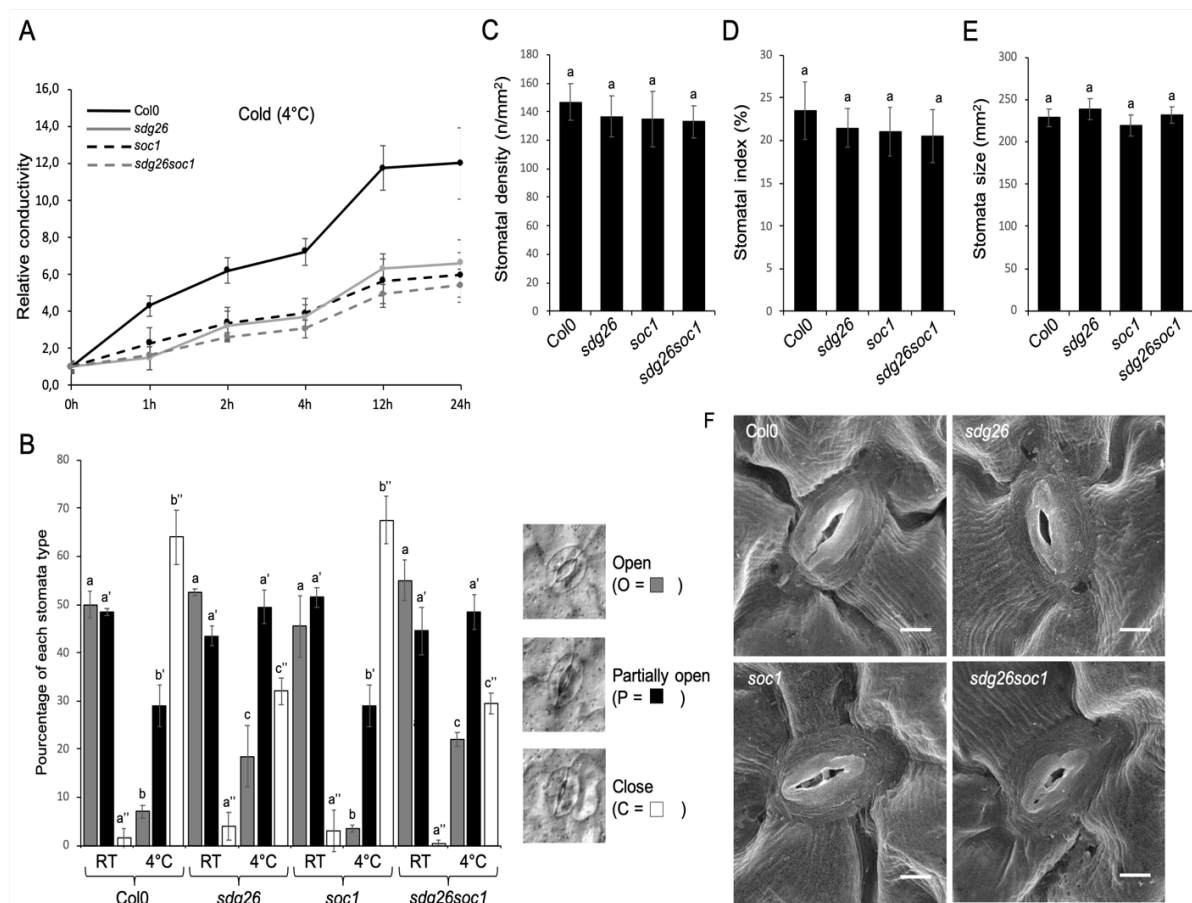 A
Cold (4°C)
Col0
sdg26
soc1
sdg26soc1
Relative conductivity
16,0
14,0
12,0
10,0
8,0
6,0
4,0
2,0
0,0
0h 1h 2h 4h 12h 24h
C
Stomatal density (n/mm²)
180
160
140
120
100
80
60
40
20
0
a a a a
Col0 sdg26 soc1 sdg26soc1
D
Stomatal index (%)
30
25
20
15
10
5
0
a a a a
Col0 sdg26 soc1 sdg26soc1
E
Stomata size (mm²)
300
250
200
150
100
50
0
a a a a
Col0 sdg26 soc1 sdg26soc1
B
Pourcentage of each stomata type
80
70
60
50
40
30
20
10
0
a a' a'' b b' b'' a a' a'' c a' c'' a a' a'' b b' b'' a a' a'' c a' c''
RT 4°C RT 4°C RT 4°C RT 4°C
Col0 sdg26 soc1 sdg26soc1
Open
(O = )
Partially open
(P = )
Close
(C = )
F
Col0 sdg26
soc1 sdg26soc1